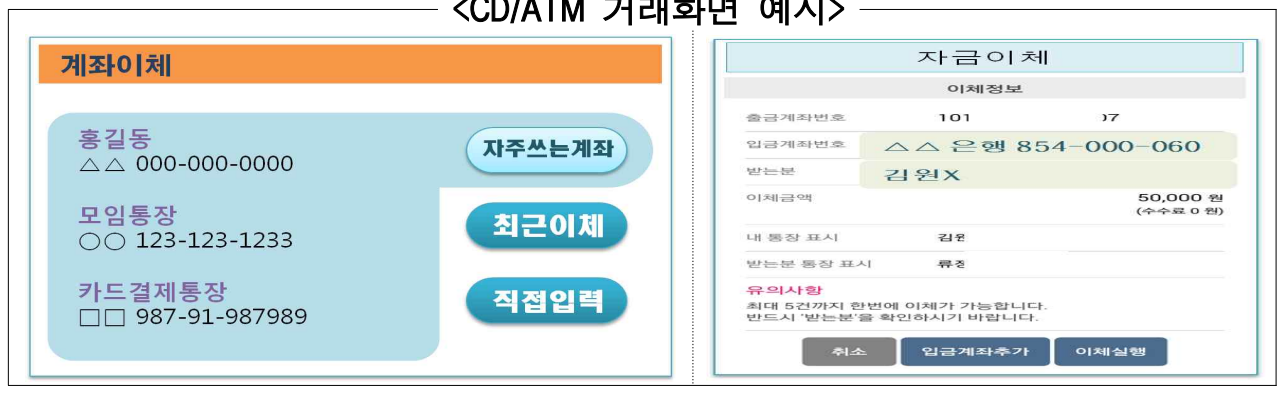 <CD/ATM 거래화면 예시>
계좌이체
홍길동
△△ 000-000-0000
모임통장
○○ 123-123-1233
카드결제통장
□□ 987-91-987989
자주쓰는계좌
최근이체
직접입력
자금이체
이체정보
출금계좌번호 101
입금계좌번호 △△은행 854-000-060
받는분 김원X
이체금액 50,000 원
(수수료 0 원)
내 통장 표시
받는분 통장 표시
유의사항
최대 5건까지 한번에 이체가 가능합니다.
반드시 '받는분'을 확인하시기 바랍니다.
취소 입금계좌추가 이체실행